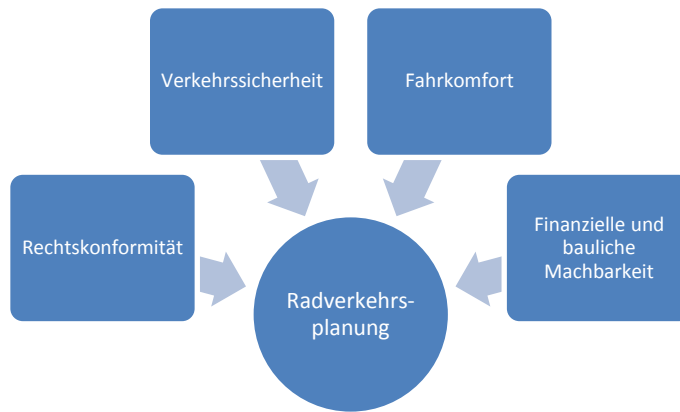 Verkehrssicherheit
Fahrkomfort
Rechtskonformität
Finanzielle und
bauliche
Machbarkeit
Radverkehrs-
planung